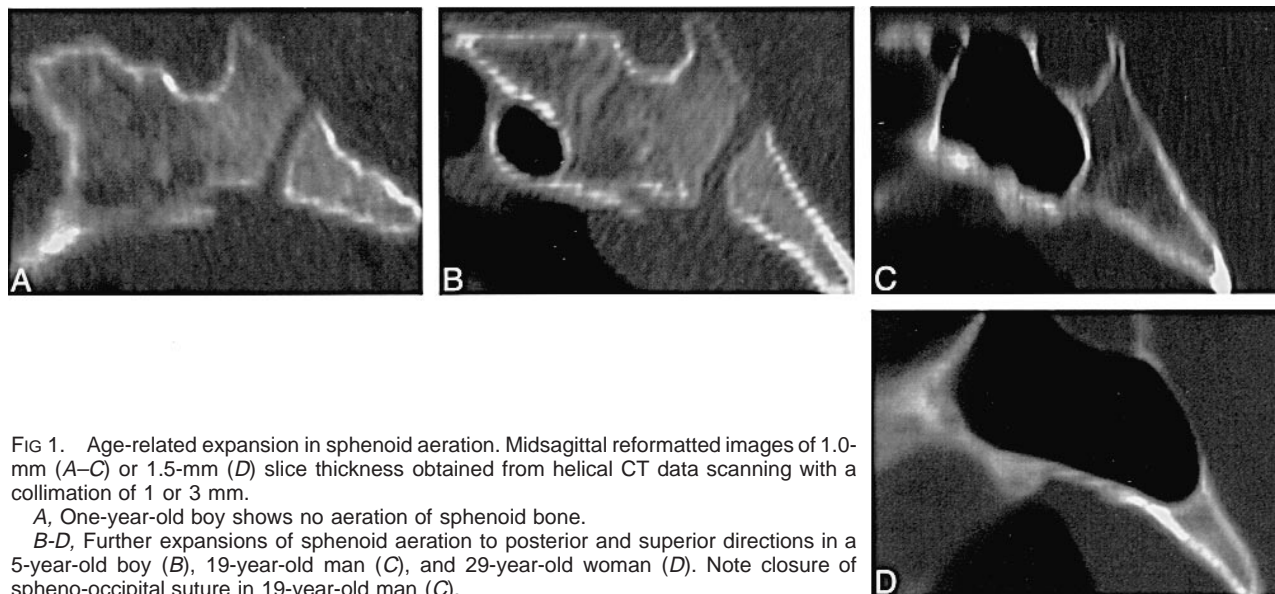 A
B
C
D
FIG 1. Age-related expansion in sphenoid aeration. Midsagittal reformatted images of 1.0-
mm (A–C) or 1.5-mm (D) slice thickness obtained from helical CT data scanning with a
collimation of 1 or 3 mm.
A, One-year-old boy shows no aeration of sphenoid bone.
B-D, Further expansions of sphenoid aeration to posterior and superior directions in a
5-year-old boy (B), 19-year-old man (C), and 29-year-old woman (D). Note closure of
spheno-occipital suture in 19-year-old man (C).